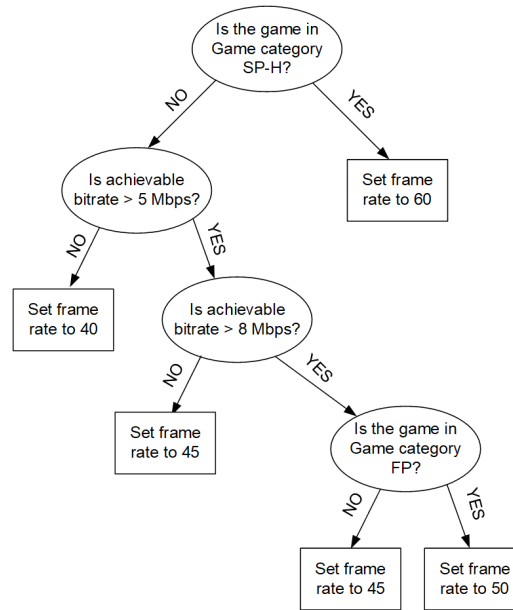 Is the game in
Game category
SP-H?
NO
YES
Is achievable
bitrate > 5 Mbps?
Set frame
rate to 60
NO
YES
Set frame
rate to 40
Is achievable
bitrate > 8 Mbps?
NO
YES
Set frame
rate to 45
Is the game in
Game category
FP?
NO
YES
Set frame
rate to 45
Set frame
rate to 50